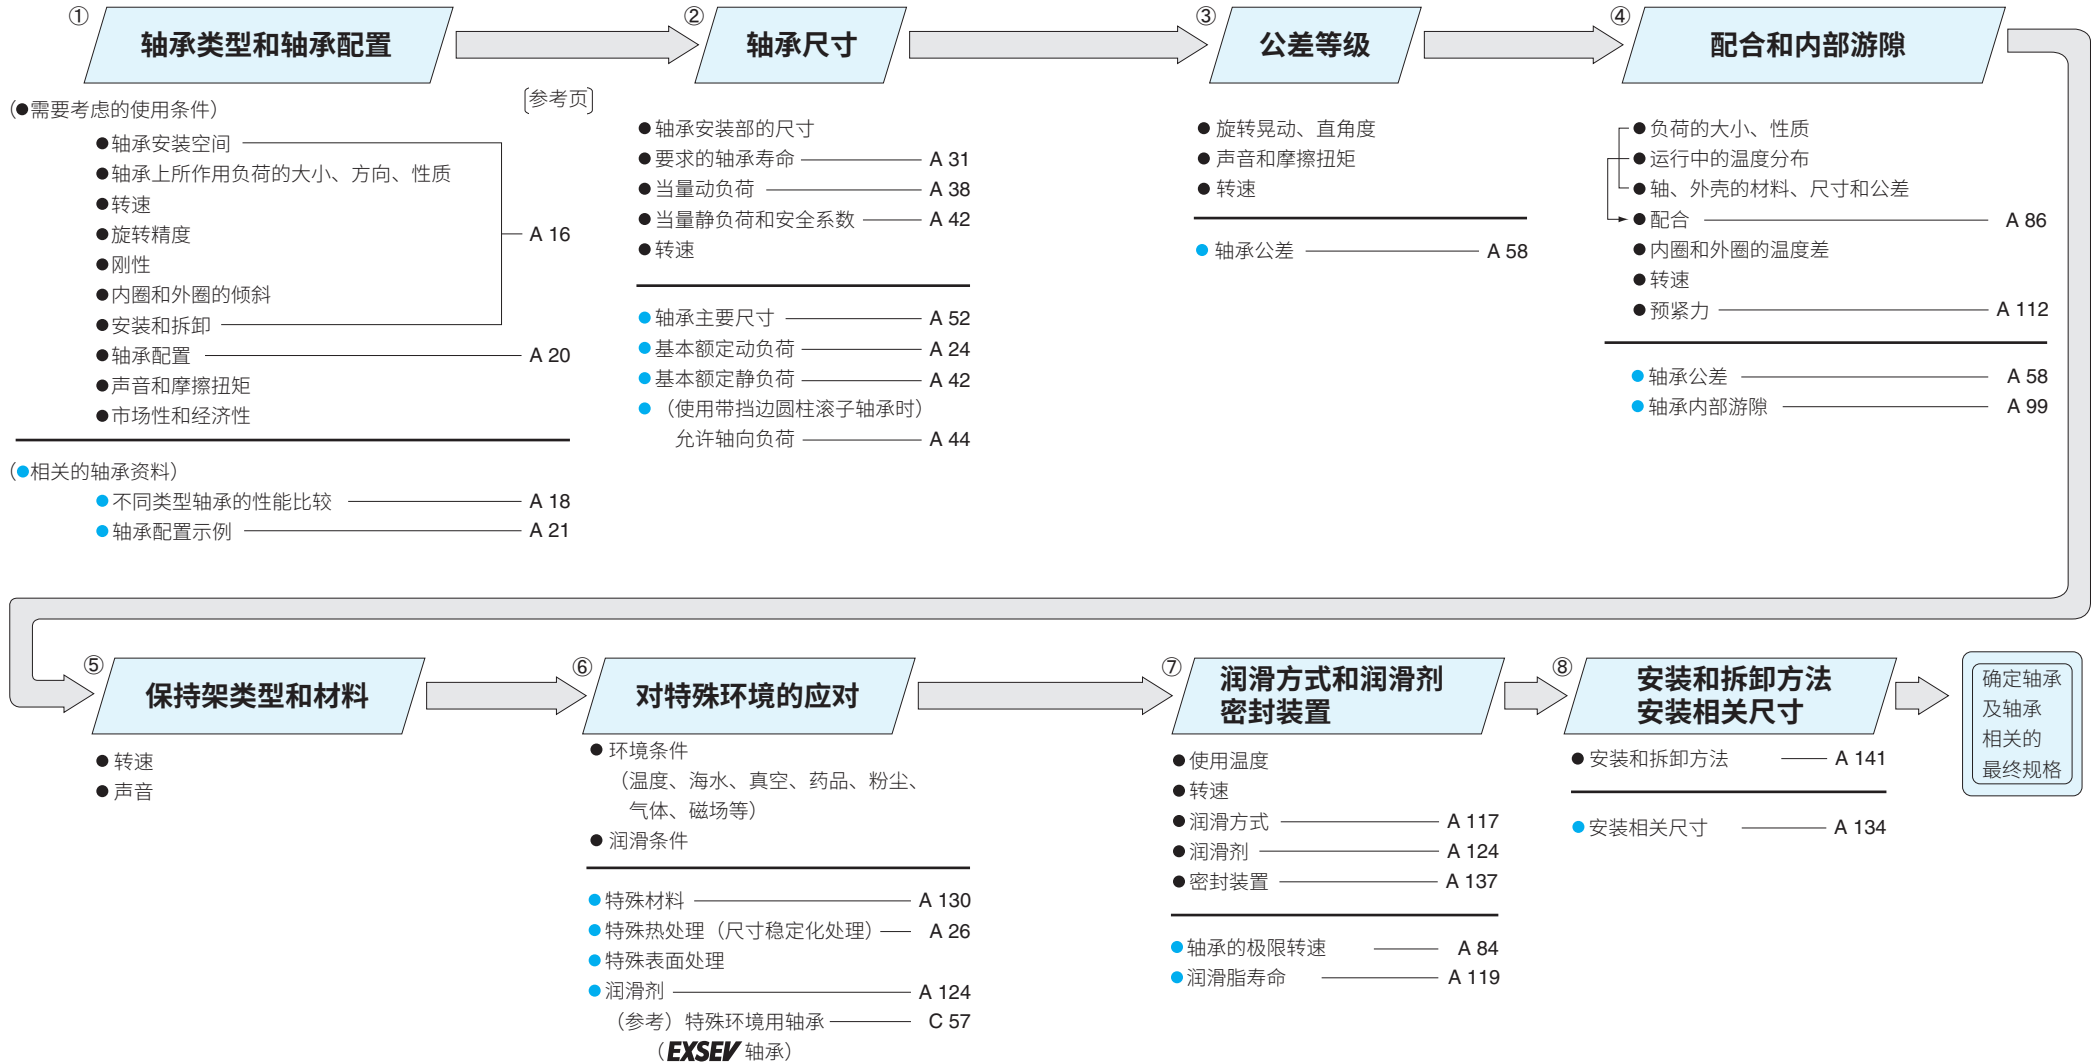 ① 轴承类型和轴承配置
〔参考页〕
（●需要考虑的使用条件）
●轴承安装空间
●轴承上所作用负荷的大小、方向、性质
●转速
●旋转精度
●刚性
●内圈和外圈的倾斜
●安装和拆卸
A 16
●轴承配置 A 20
●声音和摩擦扭矩
●市场性和经济性
（●相关的轴承资料）
●不同类型轴承的性能比较 A 18
●轴承配置示例 A 21
② 轴承尺寸
●轴承安装部的尺寸
●要求的轴承寿命 A 31
●当量动负荷 A 38
●当量静负荷和安全系数 A 42
●转速
●轴承主要尺寸 A 52
●基本额定动负荷 A 24
●基本额定静负荷 A 42
●（使用带挡边圆柱滚子轴承时）
允许轴向负荷 A 44
③ 公差等级
●旋转晃动、直角度
●声音和摩擦扭矩
●转速
●轴承公差 A 58
④ 配合和内部游隙
●负荷的大小、性质
●运行中的温度分布
●轴、外壳的材料、尺寸和公差
●配合 A 86
●内圈和外圈的温度差
●转速
●预紧力 A 112
●轴承公差 A 58
●轴承内部游隙 A 99
⑤ 保持架类型和材料
●转速
●声音
⑥ 对特殊环境的应对
●环境条件
（温度、海水、真空、药品、粉尘、
气体、磁场等）
●润滑条件
●特殊材料 A 130
●特殊热处理（尺寸稳定化处理） A 26
●特殊表面处理
●润滑剂 A 124
（参考）特殊环境用轴承 C 57
（EXSEV 轴承）
⑦ 润滑方式和润滑剂
密封装置
●使用温度
●转速
●润滑方式 A 117
●润滑剂 A 124
●密封装置 A 137
●轴承的极限转速 A 84
●润滑脂寿命 A 119
⑧ 安装和拆卸方法
安装相关尺寸
●安装和拆卸方法 A 141
●安装相关尺寸 A 134
确定轴承
及轴承
相关的
最终规格